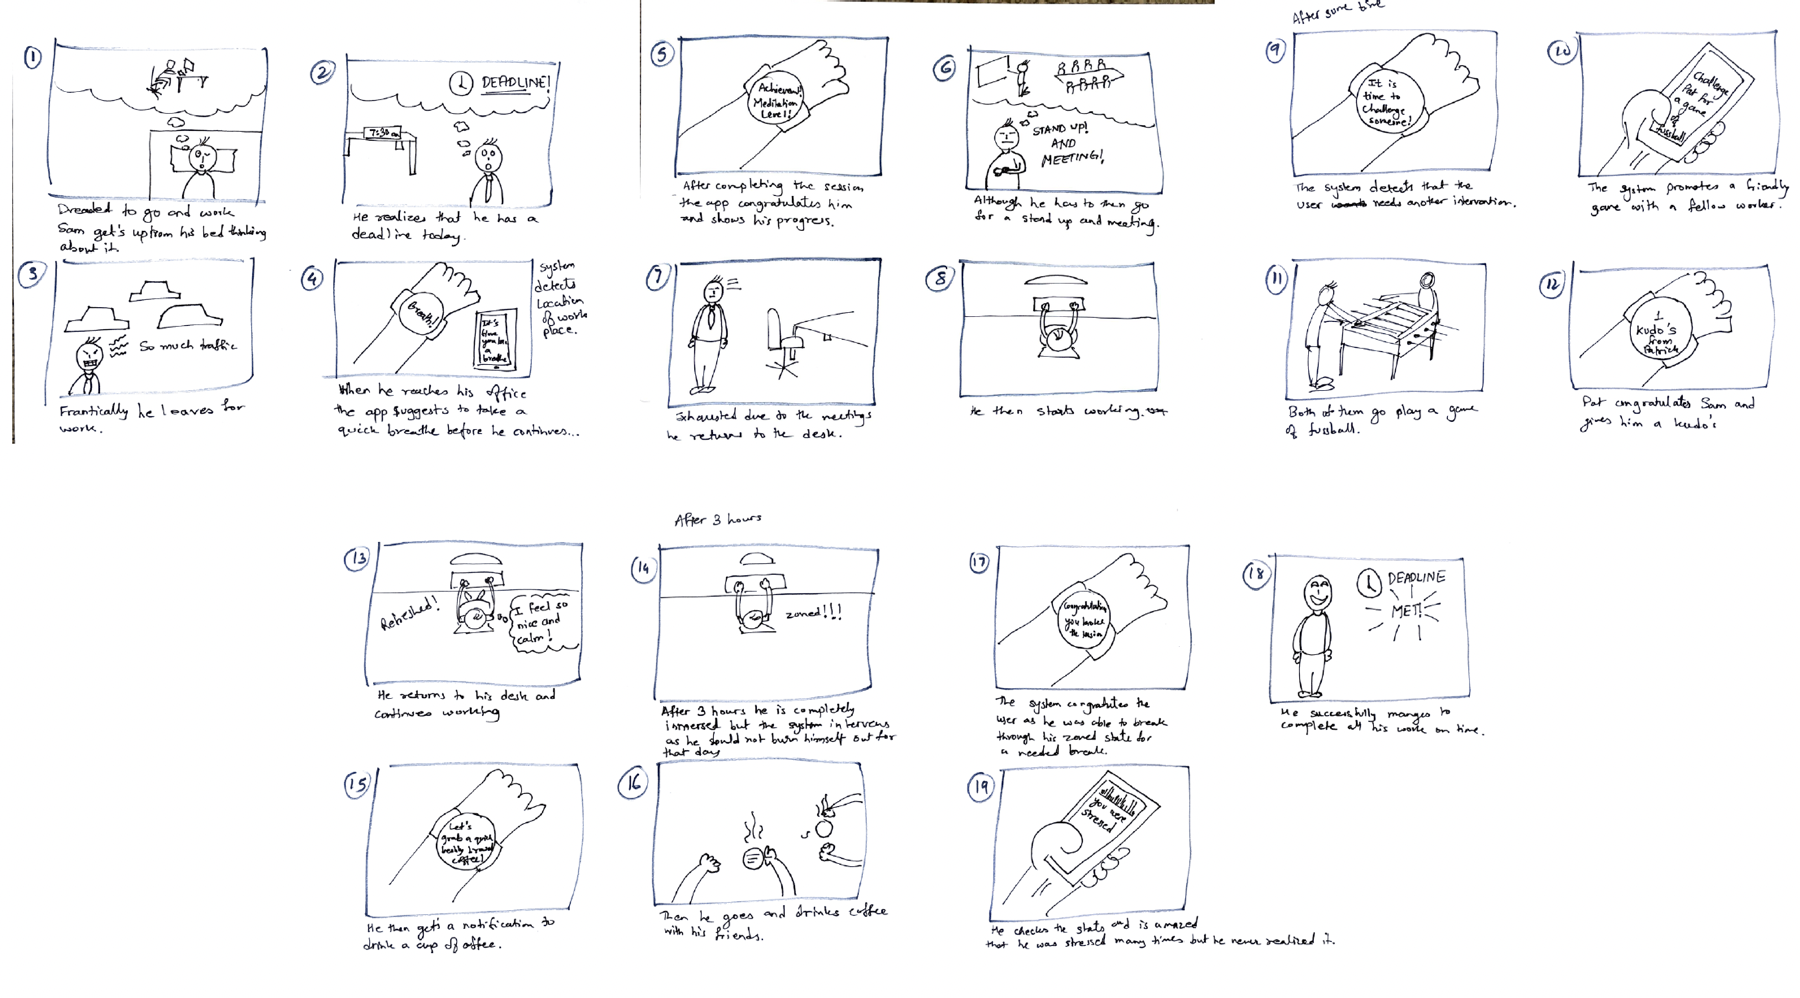 1
Dreaded to go and work
Sam get's up from his bed thinking
about it.
2
DEADLINE!
7:30 am
He realizes that he has a
deadline today.
3
So much traffic
Frantically he leaves for
work.
4
Breath!
It's
time
you
a
breathe
system
detects
Location
of work
place.
When he reaches his office
the app suggests to take a
quick breathe before he continues...
5
Achievement!
Meditation
Level!
After completing the session
the app congratulates him
and shows his progress.
6
STAND UP!
AND
MEETING!
Although he has to then go
for a stand up and meeting.
7
Exhausted due to the meetings
he returns to the desk.
8
He then starts working.
After some time
9
It is
time to
challenge
someone!
The system detects that the
user needs another intervention.
10
Challenge
Pat for
a game
of
fussball
The system promotes a friendly
game with a fellow worker.
11
Both of them go play a game
of fussball.
12
1
Kudo's
from
Patrick
Pat congratulates Sam and
gives him a kudo's
13
Refreshed!
I feel so
nice and
calm!
He returns to his desk and
continues working
After 3 hours
14
zoned!!!
After 3 hours he is completely
immersed but the system intervenes
as he sould not burn himself out for
that day
15
Let's
grab a quick
brewed
coffee!
He then gets a notification to
drink a cup of coffee.
16
Then he goes and drinks coffee
with his friends.
17
Congratulation
you broke
the
The system congratulates the
user as he was able to break
through his zoned state for
a needed break.
18
DEADLINE
MET!
He successfully manges to
complete all his work on time.
19
you were
stressed
He checks the stats and is amazed
that he was stressed many times but he never realized it.